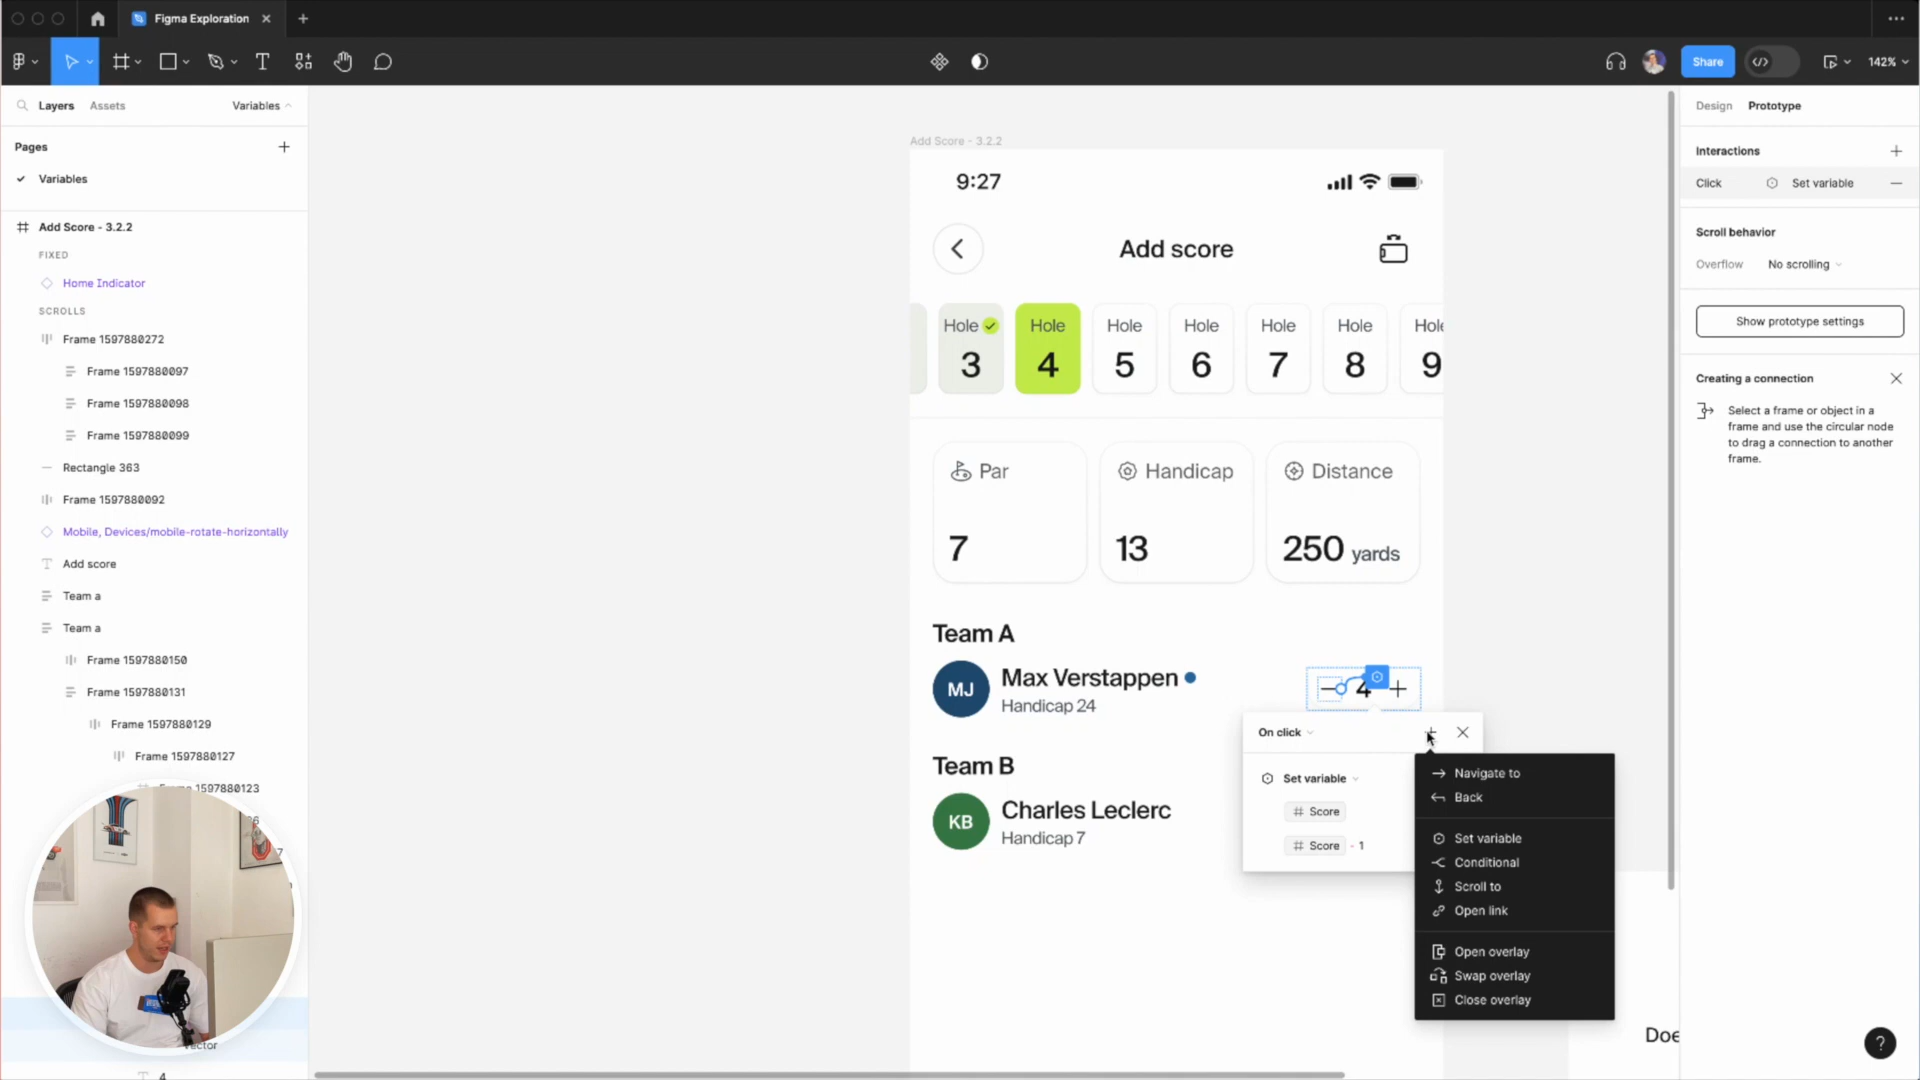 Figma Exploration
Share
142%
Layers
Assets
Variables
Pages
Variables
Add Score - 3.2.2
FIXED
Home Indicator
SCROLLS
Frame 1597880272
Frame 1597880097
Frame 1597880098
Frame 1597880099
Rectangle 363
Frame 1597880092
Mobile, Devices/mobile-rotate-horizontally
Add score
Team a
Team a
Frame 1597880150
Frame 1597880131
Frame 1597880129
Frame 1597880127
Frame 1597880123
4
Add Score - 3.2.2
9:27
Add score
Hole
3
Hole
4
Hole
5
Hole
6
Hole
7
Hole
8
Hole
9
Par
7
Handicap
13
Distance
250 yards
Team A
MJ
Max Verstappen
Handicap 24
4
Team B
KB
Charles Leclerc
Handicap 7
On click
Set variable
Score
Score - 1
Navigate to
Back
Set variable
Conditional
Scroll to
Open link
Open overlay
Swap overlay
Close overlay
Design
Prototype
Interactions
Click
Set variable
Scroll behavior
Overflow
No scrolling
Show prototype settings
Creating a connection
Select a frame or object in a
frame and use the circular node
to drag a connection to another
frame.
?